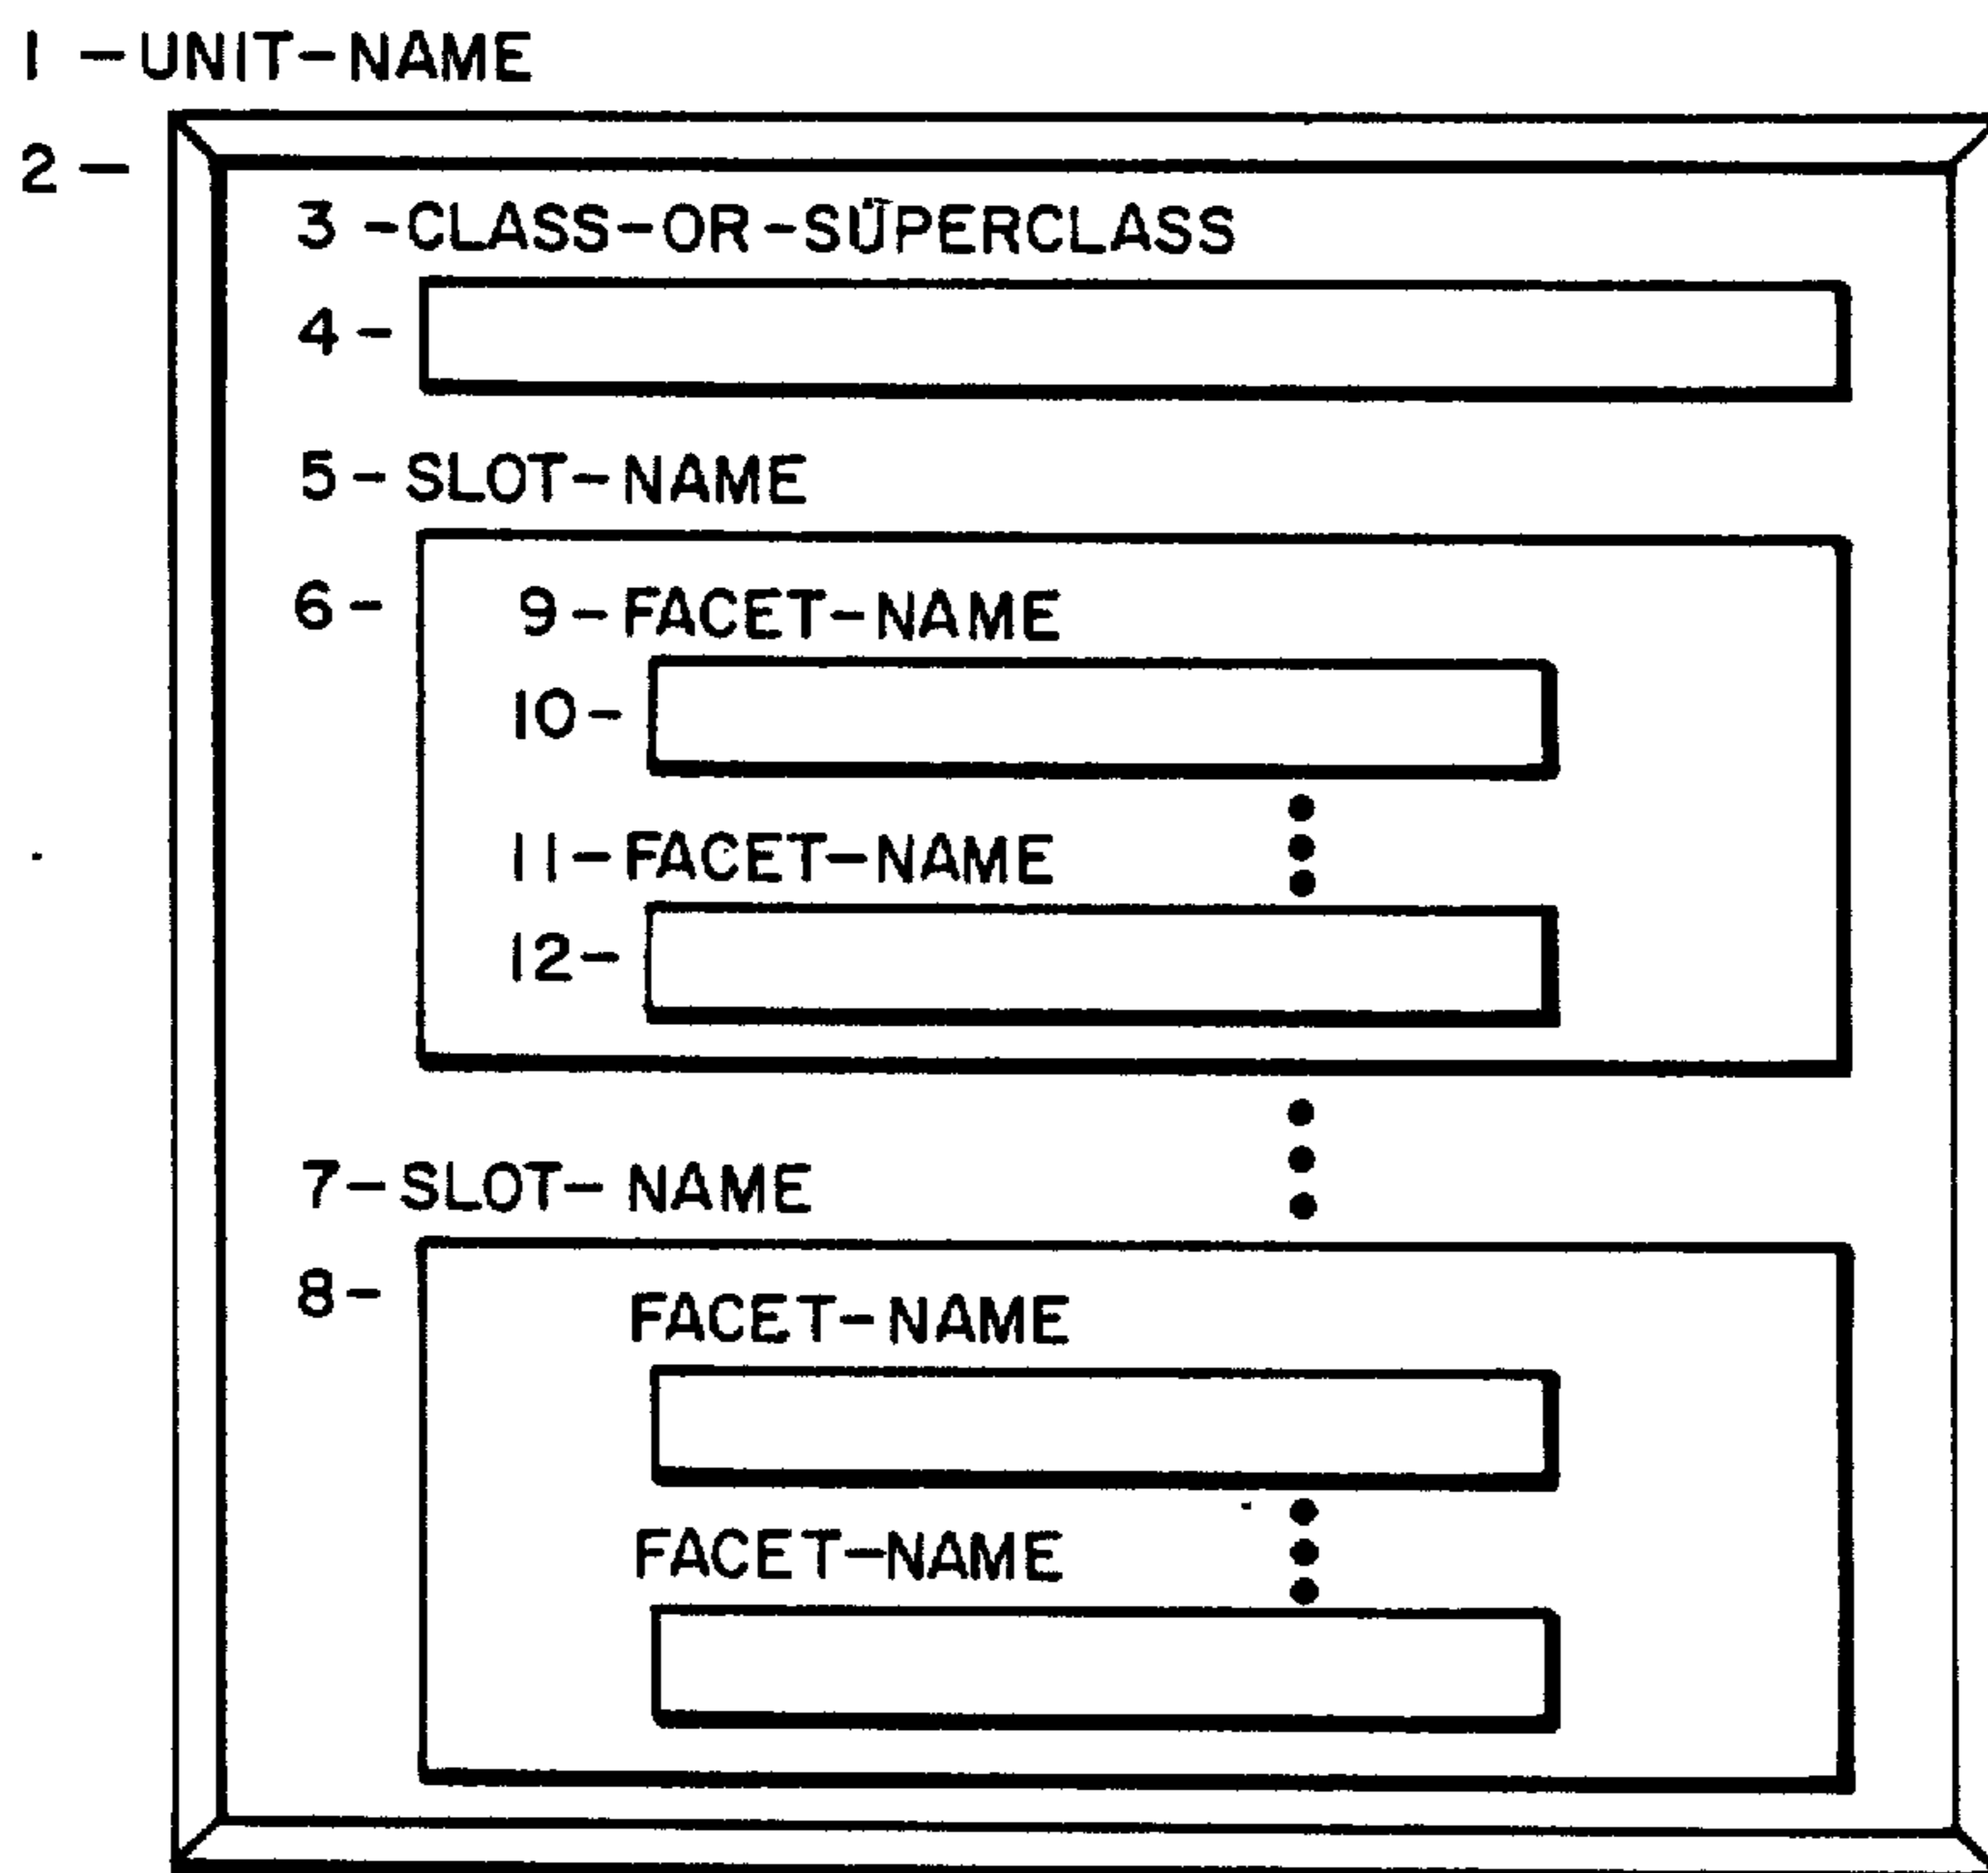 1 -UNIT-NAME
2 -
3 -CLASS-OR-SUPERCLASS
4 -
5 - SLOT-NAME
6 -
9 -FACET-NAME
10-
11-FACET-NAME
12-
7-SLOT- NAME
8-
FACET-NAME
FACET-NAME